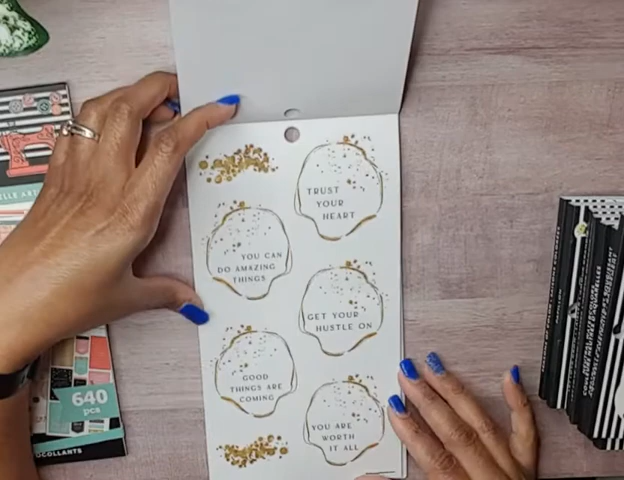 TRUST
YOUR
HEART
YOU CAN
DO AMAZING
THINGS
GET YOUR
HUSTLE ON
GOOD
THINGS ARE
COMING
YOU ARE
WORTH
IT ALL
640
pcs